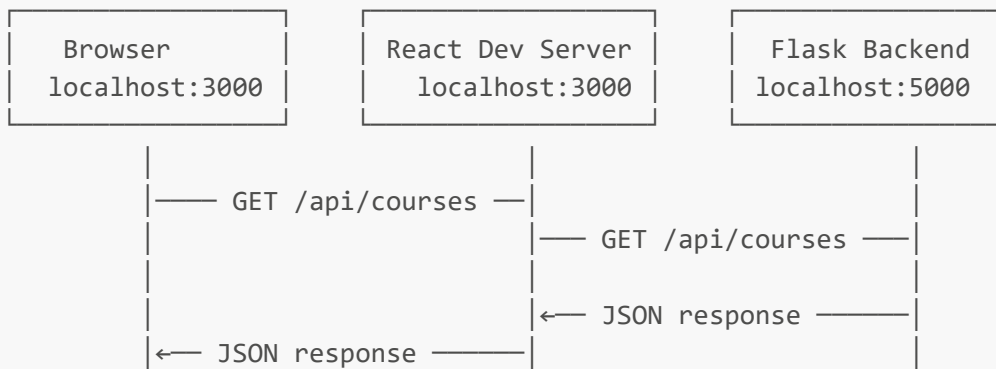 Browser React Dev Server Flask Backend
localhost:3000 localhost:3000 localhost:5000
GET /api/courses
GET /api/courses
JSON response
JSON response